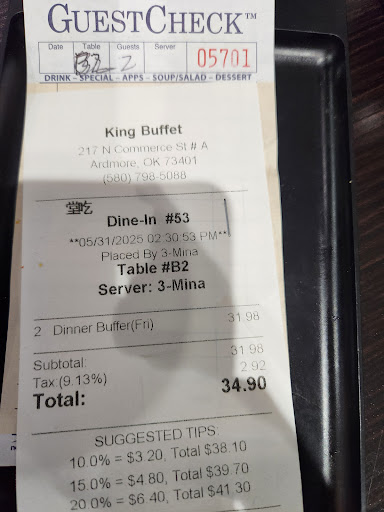 GUESTCHECK™
Date Table Guests Server
B2 2 05701
DRINK - SPECIAL - APPS - SOUP/SALAD - DESSERT
King Buffet
217 N Commerce St # A
Ardmore, OK 73401
(580) 798-5088
堂吃
Dine-In #53
**05/31/2025 02:30:53 PM**
Placed By 3-Mina
Table #B2
Server: 3-Mina
2 Dinner Buffer(Fri) 31.98
Subtotal: 31.98
Tax:(9.13%) 2.92
Total: 34.90
SUGGESTED TIPS:
10.0% = $3.20, Total $38.10
15.0% = $4.80, Total $39.70
20.0% = $6.40, Total $41.30